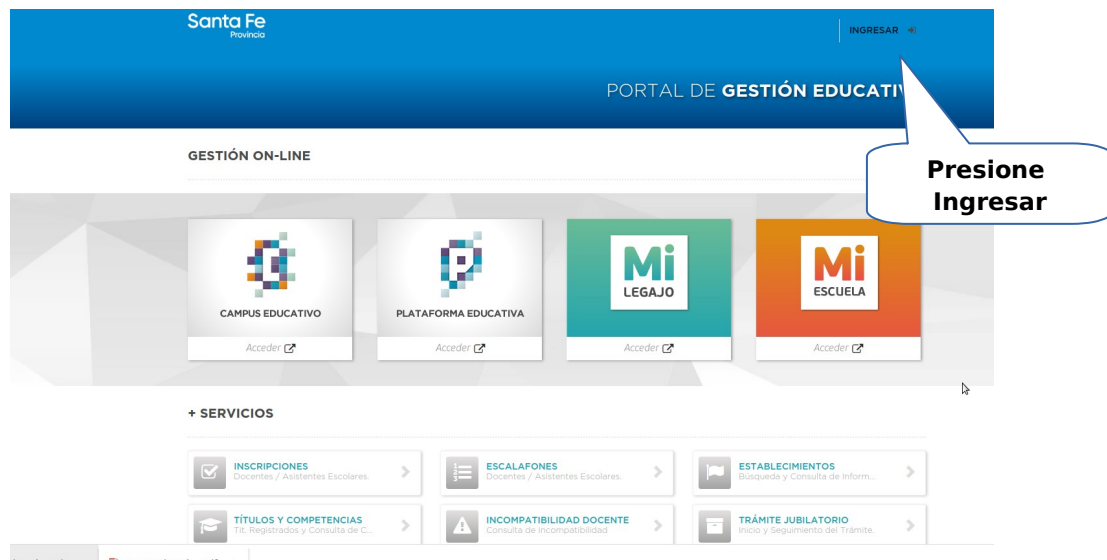 Santa Fe
Provincia
INGRESAR
PORTAL DE GESTIÓN EDUCATI
Presione
Ingresar
GESTIÓN ON-LINE
CAMPUS EDUCATIVO
Acceder
PLATAFORMA EDUCATIVA
Acceder
Mi
LEGAJO
Acceder
Mi
ESCUELA
Acceder
+ SERVICIOS
INSCRIPCIONES
Docentes / Asistentes Escolares.
ESCALAFONES
Docentes / Asistentes Escolares.
ESTABLECIMIENTOS
Búsqueda y Consulta de Inform...
TÍTULOS Y COMPETENCIAS
Tit. Registrados y Consulta de C...
INCOMPATIBILIDAD DOCENTE
Consulta de Incompatibilidad
TRÁMITE JUBILATORIO
Inicio y Seguimiento del Trámite.